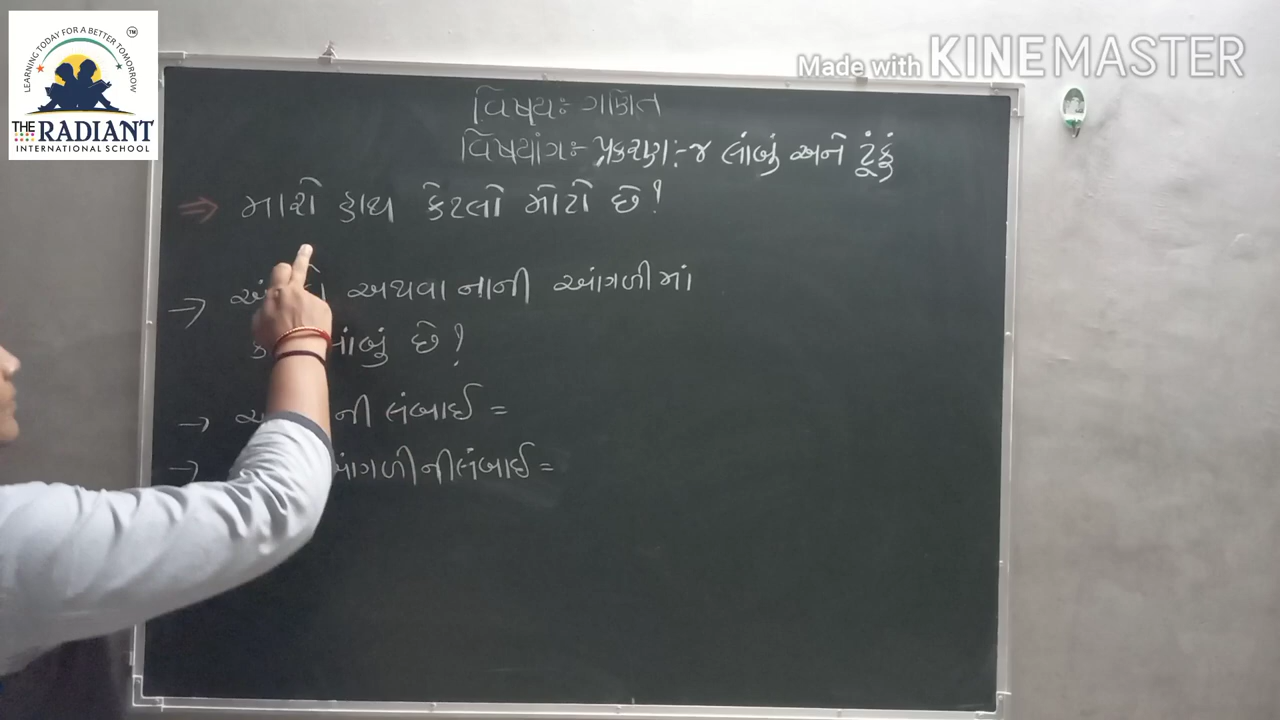 LEARNING TODAY FOR A BETTER TOMORROW
TM
THE RADIANT
INTERNATIONAL SCHOOL
Made with KINEMASTER
વિષય:- ગણિત
વિષયાંગ:- પ્રકરણ:-૪ લાંબુ અને ટૂંકું
⇒ મારો હાથ કેટલો મોટો છે?
→ અથવા નાની આંગળીમાં
છે?
→ ની લંબાઈ =
→ આંગળીની લંબાઈ =